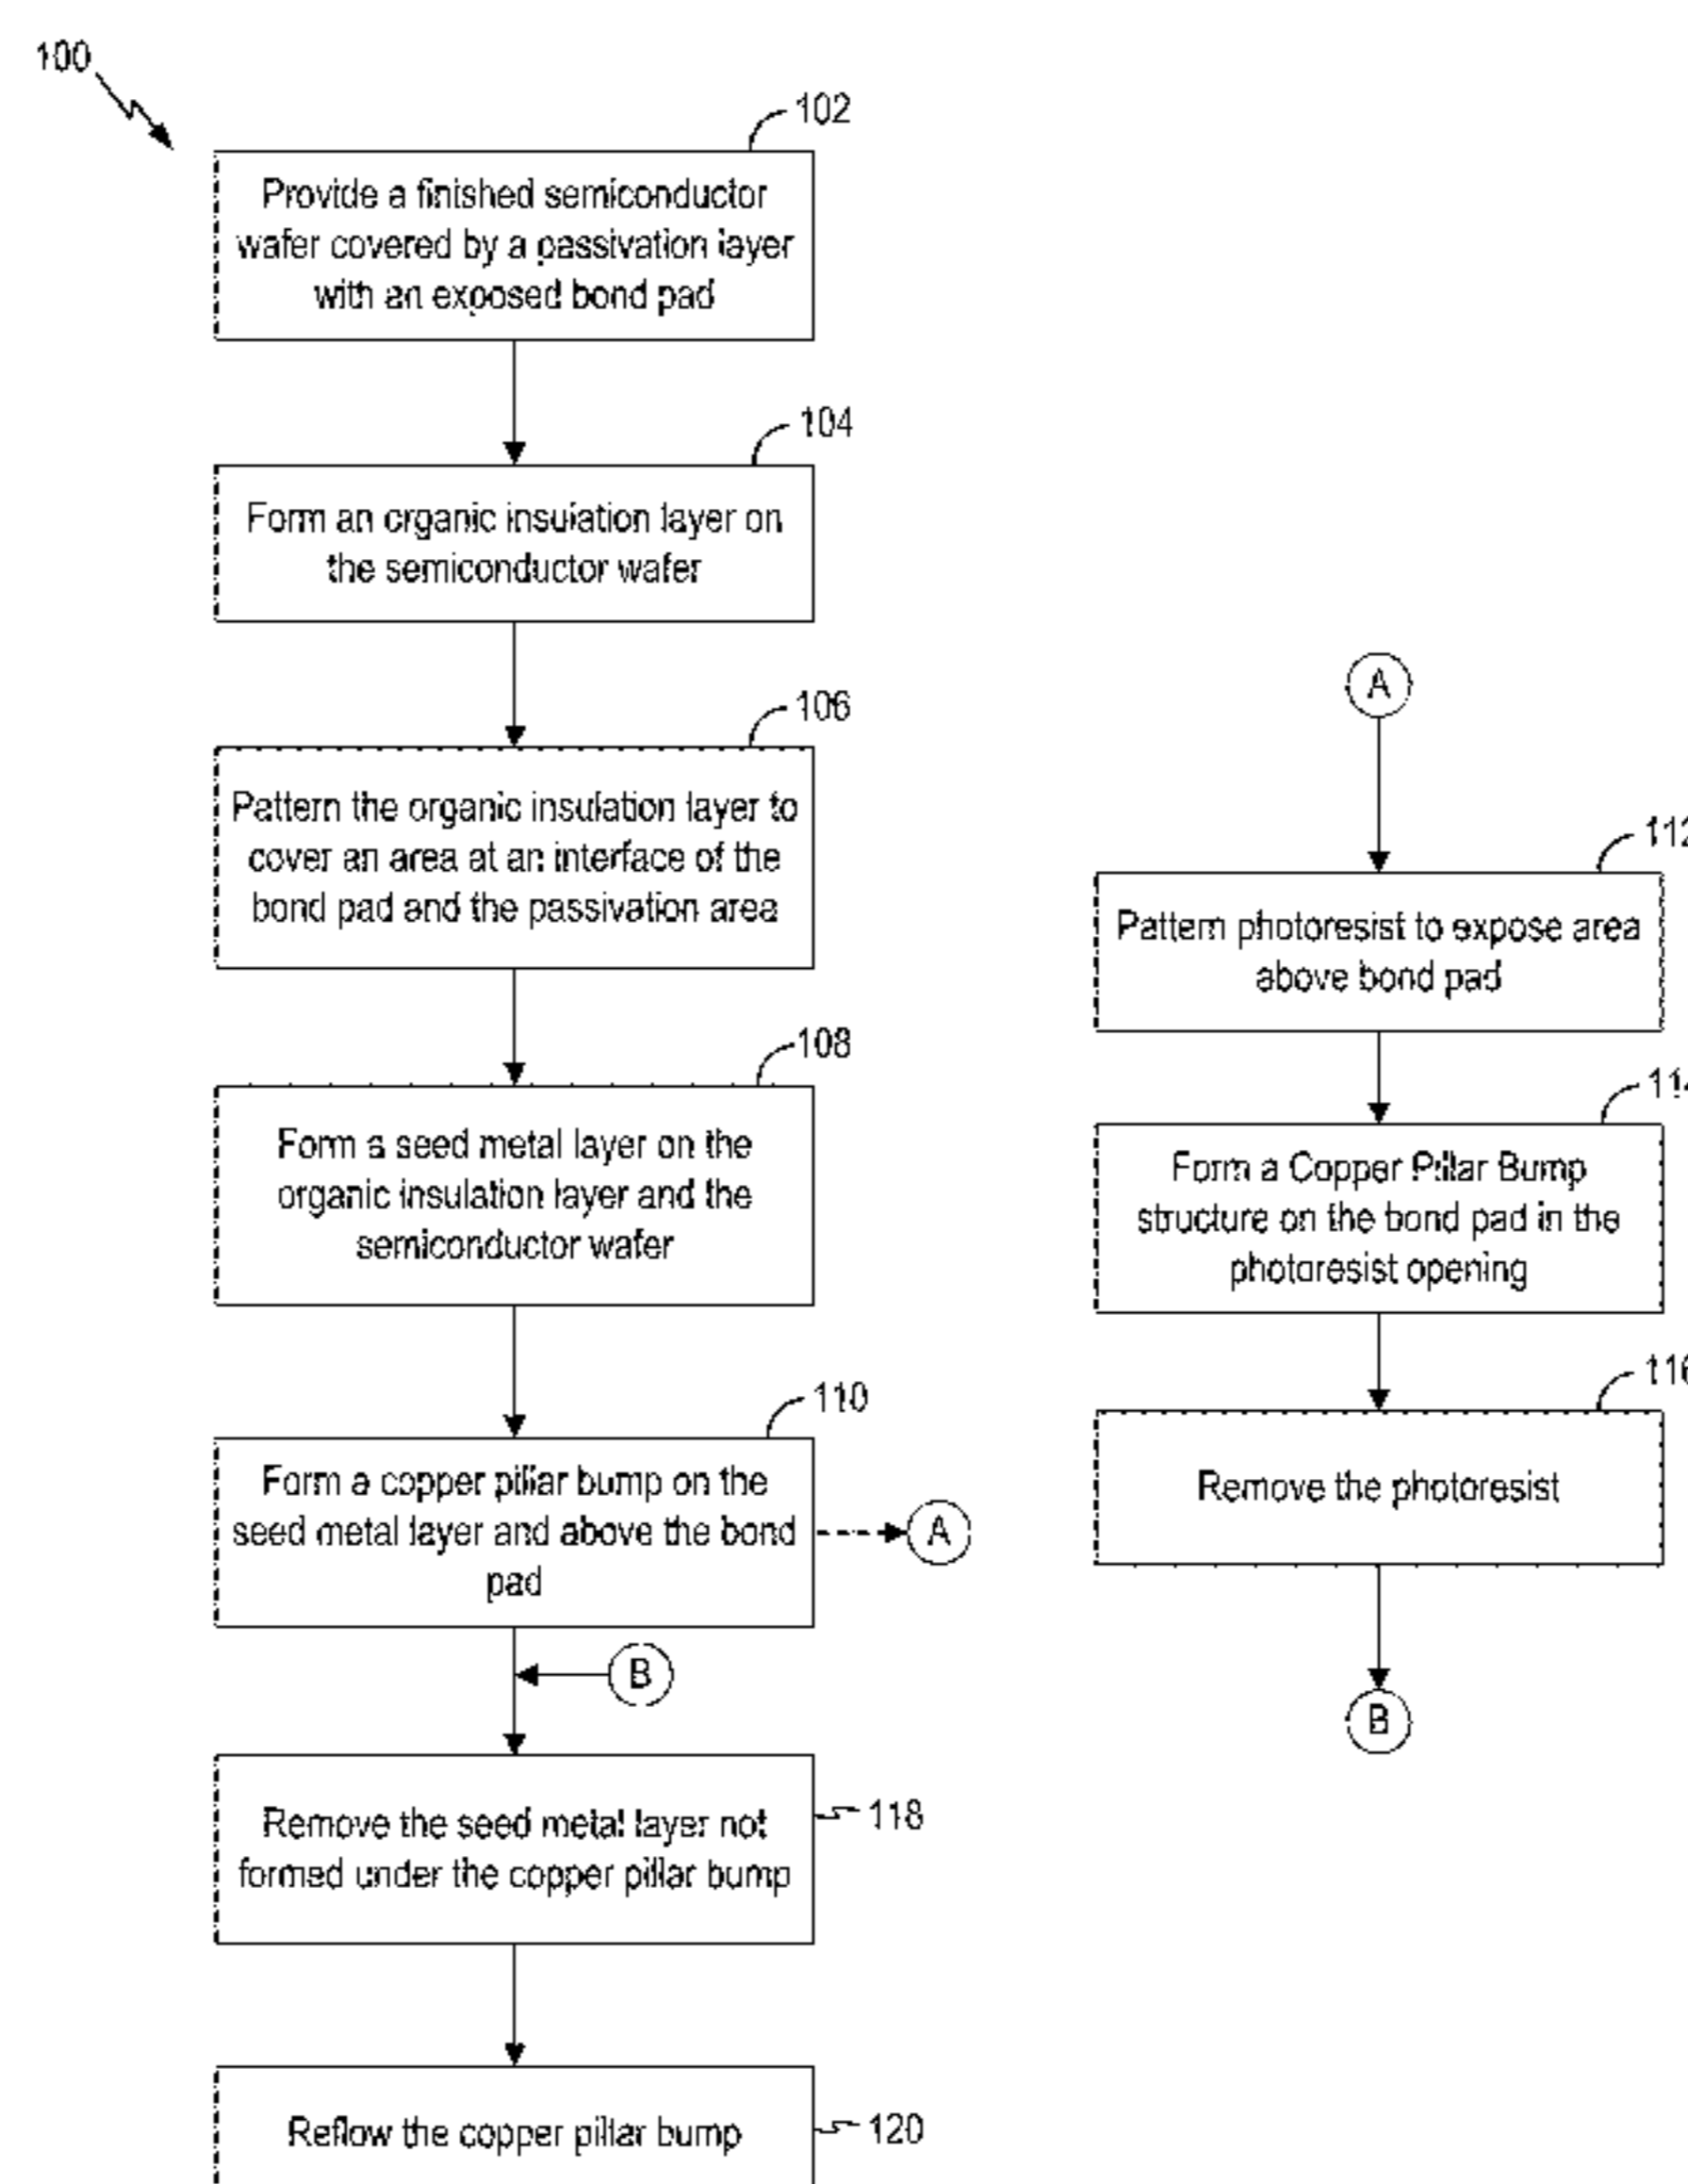 100
102
Provide a finished semiconductor
wafer covered by a passivation layer
with an exposed bond pad
104
Form an organic insulation layer on
the semiconductor wafer
106
Pattern the organic insulation layer to
cover an area at an interface of the
bond pad and the passivation area
108
Form a seed metal layer on the
organic insulation layer and the
semiconductor wafer
110
Form a copper pillar bump on the
seed metal layer and above the bond
pad
A
B
118
Remove the seed metal layer not
formed under the copper pillar bump
120
Reflow the copper pillar bump
A
112
Pattern photoresist to expose area
above bond pad
114
Form a Copper Pillar Bump
structure on the bond pad in the
photoresist opening
116
Remove the photoresist
B